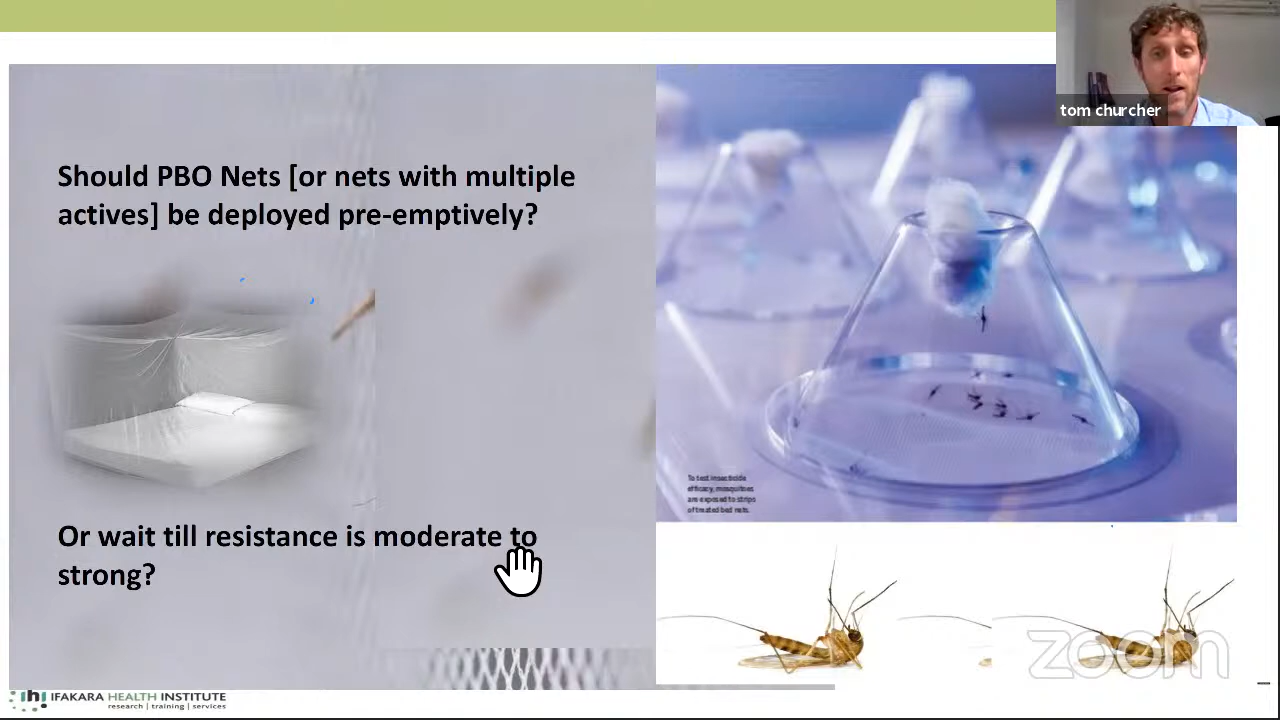 tom churcher
Should PBO Nets [or nets with multiple
actives] be deployed pre-emptively?
To test insecticide
efficacy, mosquitoes
are exposed to strips
of treated bed nets.
Or wait till resistance is moderate to
strong?
zoom
ihi IFAKARA HEALTH INSTITUTE
research | training | services